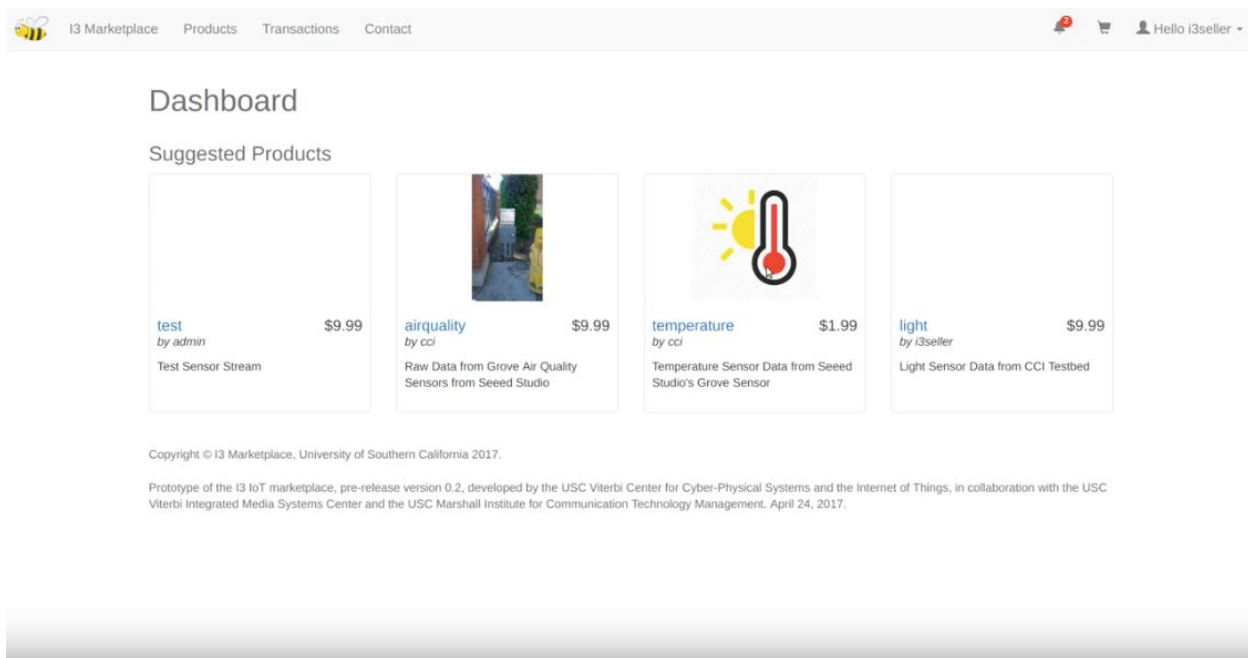 I3 Marketplace Products Transactions Contact 2 Hello i3seller
Dashboard
Suggested Products
test $9.99
by admin
Test Sensor Stream
airquality $9.99
by cci
Raw Data from Grove Air Quality
Sensors from Seeed Studio
temperature $1.99
by cci
Temperature Sensor Data from Seeed
Studio's Grove Sensor
light $9.99
by i3seller
Light Sensor Data from CCI Testbed
Copyright © I3 Marketplace, University of Southern California 2017.
Prototype of the I3 IoT marketplace, pre-release version 0.2, developed by the USC Viterbi Center for Cyber-Physical Systems and the Internet of Things, in collaboration with the USC
Viterbi Integrated Media Systems Center and the USC Marshall Institute for Communication Technology Management. April 24, 2017.